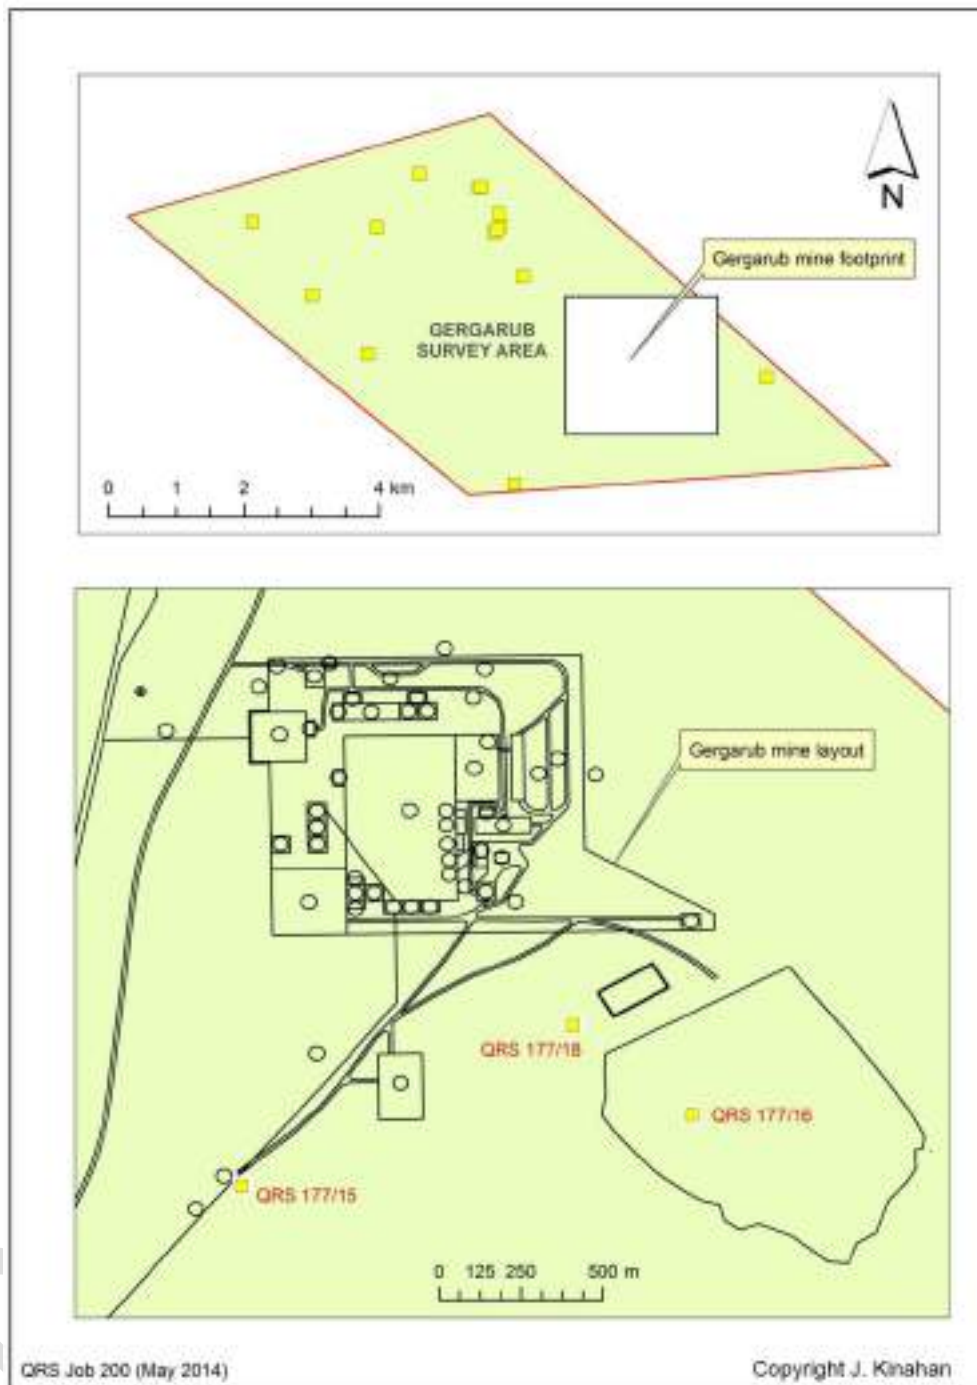 N
Gergarub mine footprint
GERGARUB
SURVEY AREA
0 1 2 4 km
Gergarub mine layout
QRS 177/18
QRS 177/16
QRS 177/15
0 125 250 500 m
QRS Job 200 (May 2014)
Copyright J. Kinahan